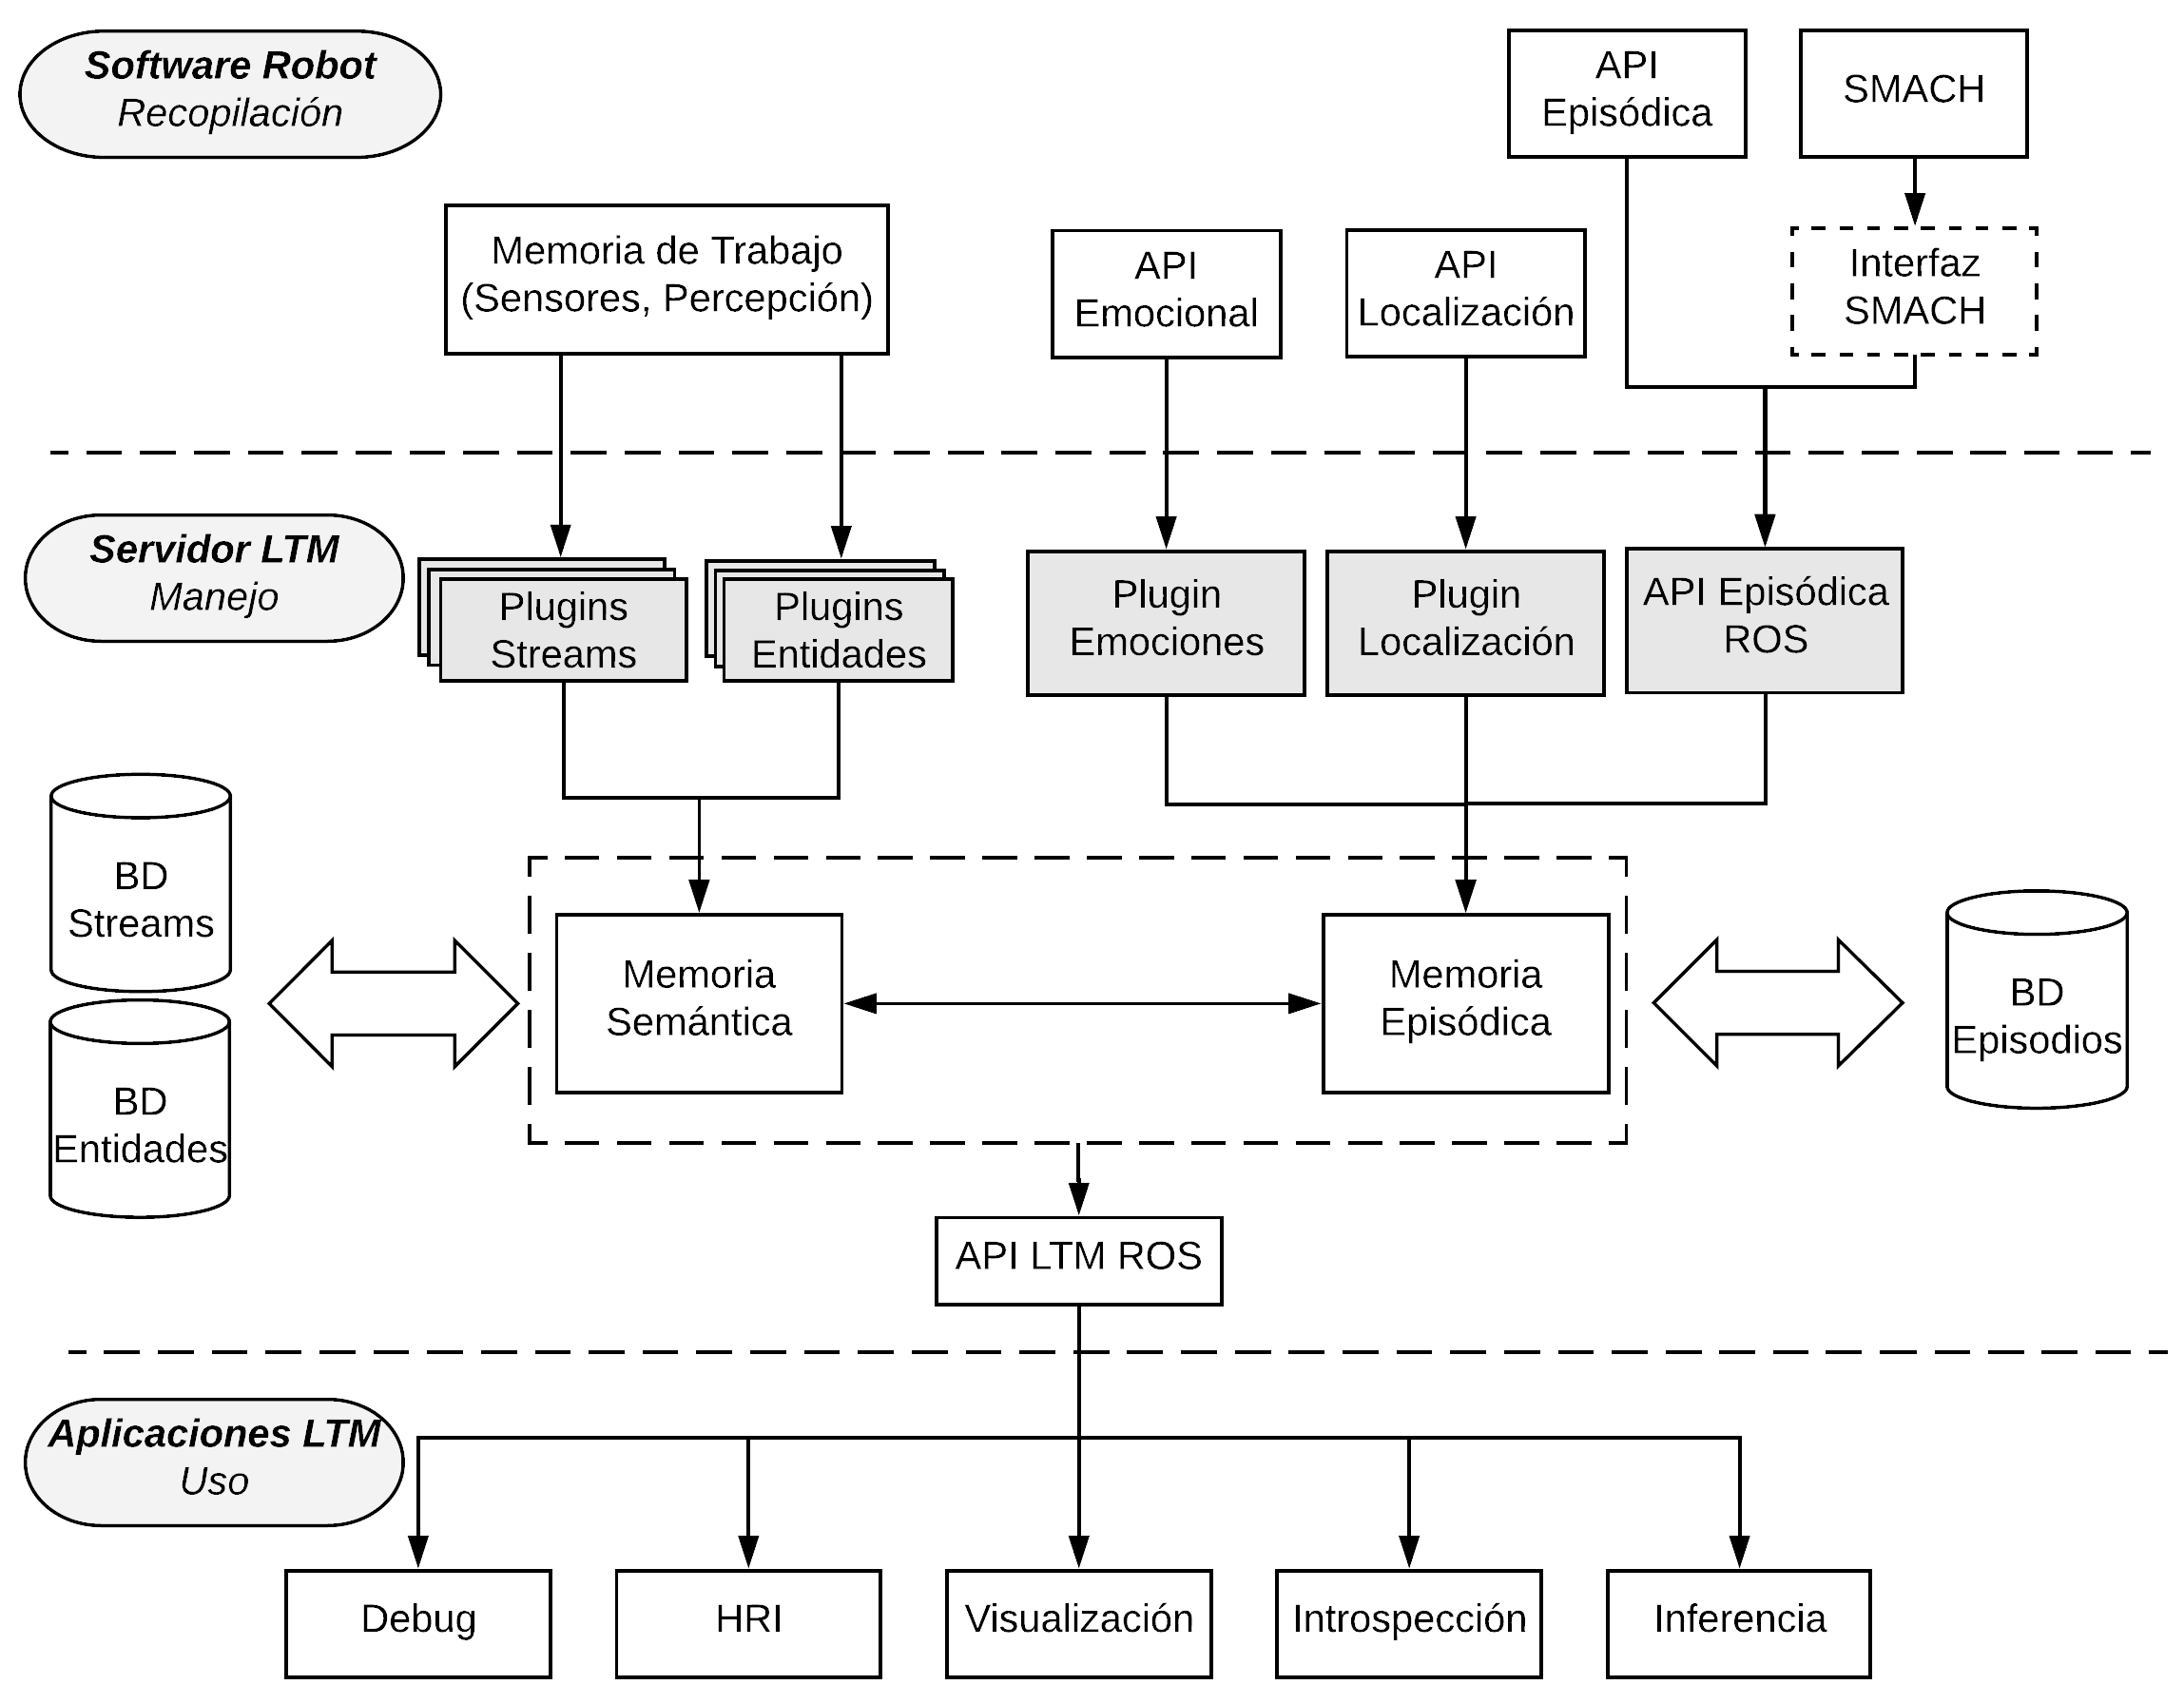 Software Robot
Recopilación
API
Episódica
SMACH
Memoria de Trabajo
(Sensores, Percepción)
API
Emocional
API
Localización
Interfaz
SMACH
Servidor LTM
Manejo
Plugins
Streams
Plugins
Entidades
Plugin
Emociones
Plugin
Localización
API Episódica
ROS
BD
Streams
BD
Entidades
Memoria
Semántica
Memoria
Episódica
BD
Episodios
API LTM ROS
Aplicaciones LTM
Uso
Debug
HRI
Visualización
Introspección
Inferencia